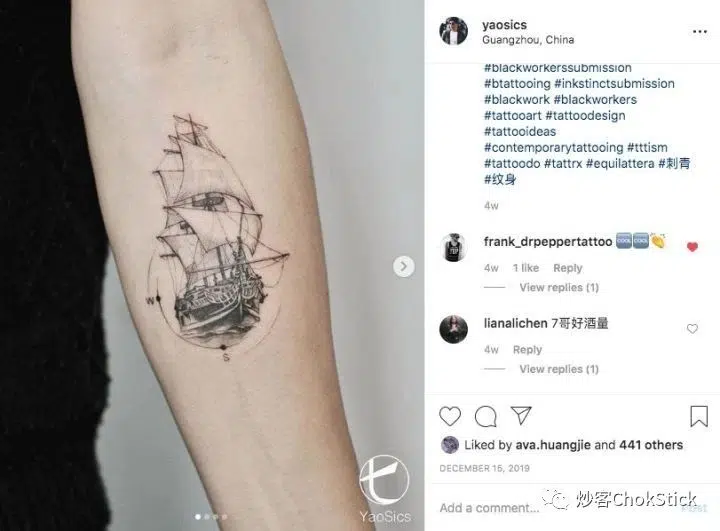 yaosics
Guangzhou, China
#blackworkerssubmission
#btattooing #inkstinctsubmission
#blackwork #blackworkers
#tattooart #tattoodesign
#tattooideas
#contemporarytattooing #tttism
#tattoodo #tattrx #equilattera #刺青
#纹身
4w
frank_drpeppertattoo 🆒🆒👏
4w 1 like Reply
View replies (1)
lianalichen 7哥好酒量
4w Reply
View replies (1)
Liked by ava.huangjie and 441 others
DECEMBER 15, 2019
Add a comment...
Post
炒客ChokStick
W
S
YaoSics